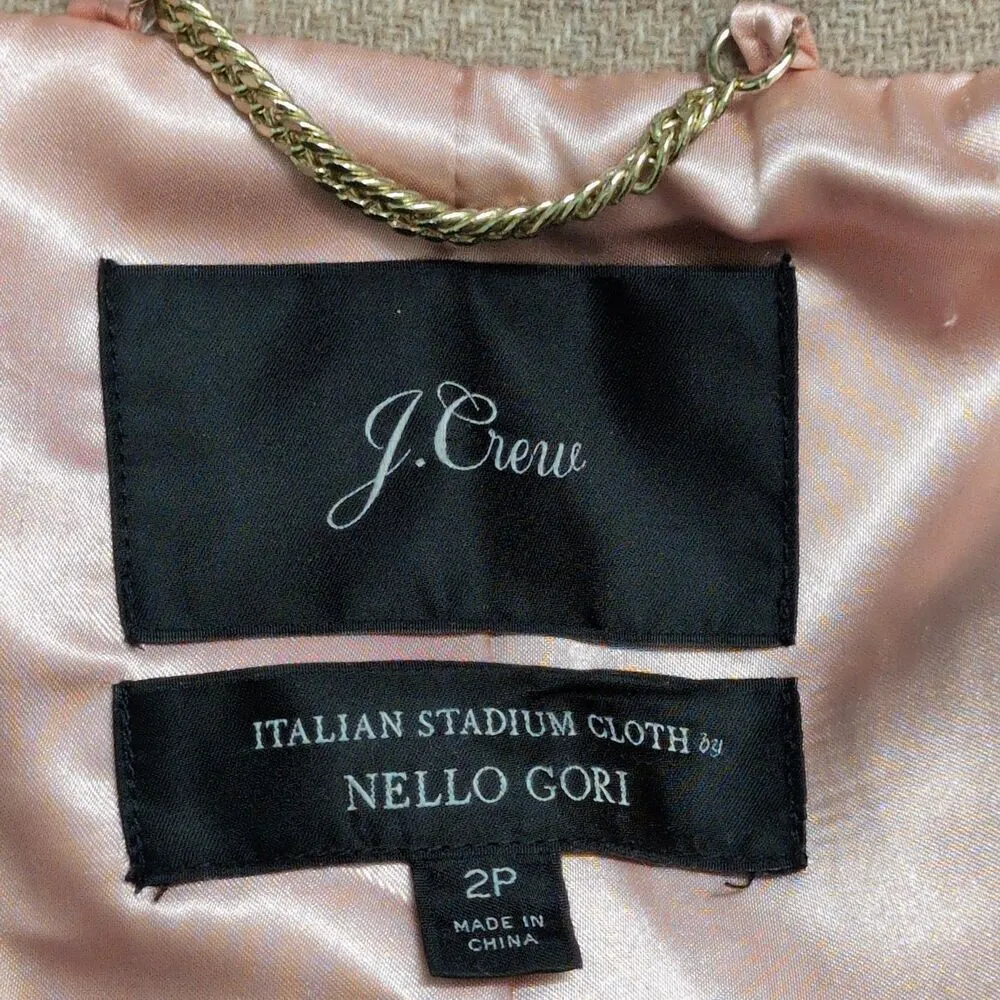 J.Crew
ITALIAN STADIUM CLOTH by
NELLO GORI
2P
MADE IN
CHINA